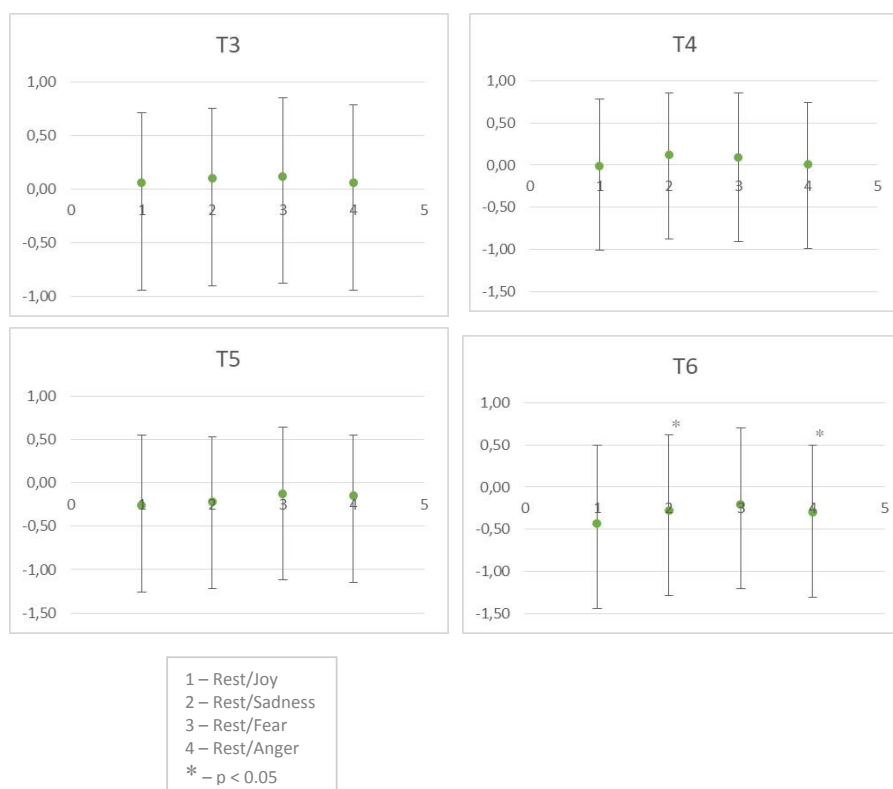 T3
1,00
0,50
0,00
0 1 2 3 4 5
-0,50
-1,00
T4
1,00
0,50
0,00
0 1 2 3 4 5
-0,50
-1,00
-1,50
T5
1,00
0,50
0,00
0 1 2 3 4 5
-0,50
-1,00
-1,50
T6
1,00
* *
0,50
0,00
0 1 2 3 4 5
-0,50
-1,00
-1,50
1 – Rest/Joy
2 – Rest/Sadness
3 – Rest/Fear
4 – Rest/Anger
* – p < 0.05